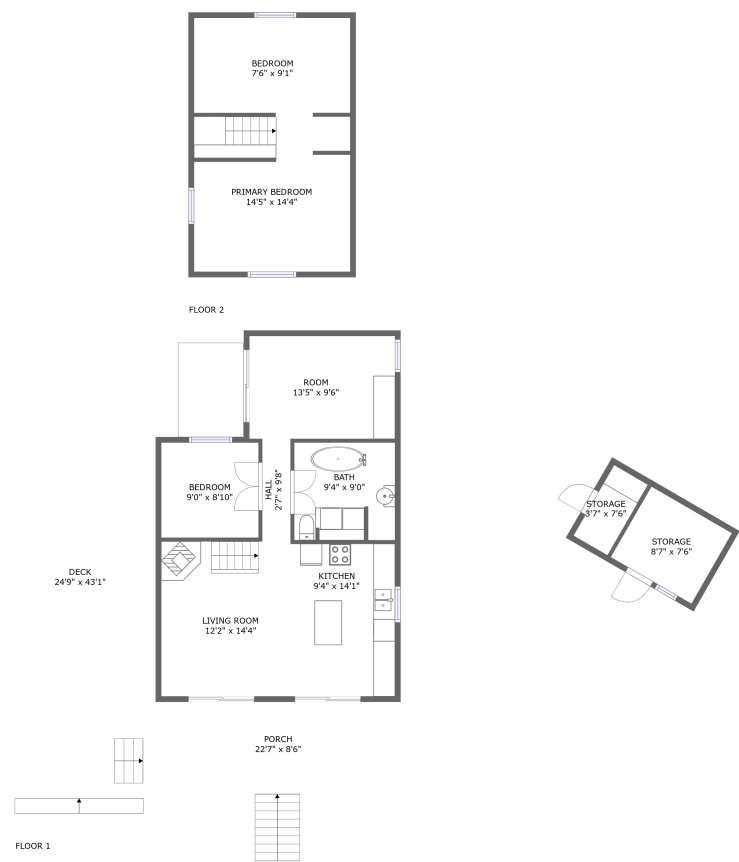 BEDROOM
7'6" x 9'1"
PRIMARY BEDROOM
14'5" x 14'4"
FLOOR 2
ROOM
13'5" x 9'6"
BEDROOM
9'0" x 8'10"
HALL
2'7" x 9'8"
BATH
9'4" x 9'0"
STORAGE
3'7" x 7'6"
STORAGE
8'7" x 7'6"
DECK
24'9" x 43'1"
KITCHEN
9'4" x 14'1"
LIVING ROOM
12'2" x 14'4"
PORCH
22'7" x 8'6"
FLOOR 1